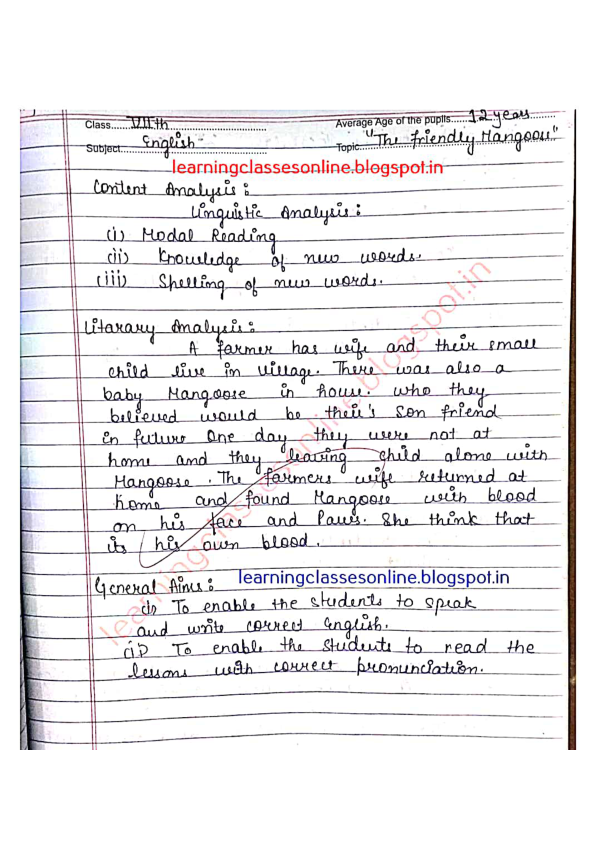 Class........VIIth........ Average Age of the pupils.....12 years........
Subject........English........ Topic........"The friendly Mangoose"
learningclassesonline.blogspot.in
Content Analysis :
Linguistic Analysis :
(i) Modal Reading
(ii) Knowledge of new words.
(iii) Shelling of new words.
Litarary Analysis :
A farmer has wife and their small
child live in village. There was also a
baby Mangoose in house. who they
believed would be their's son friend
in future One day they were not at
home and they leaving child alone with
Mangoose. The farmers wife returned at
home and found Mangoose with blood
on his face and Paws. She think that
its his own blood.
General Aims : learningclassesonline.blogspot.in
(i) To enable the students to speak
and write correct English.
(ii) To enable the students to read the
lessons with correct pronunciation.